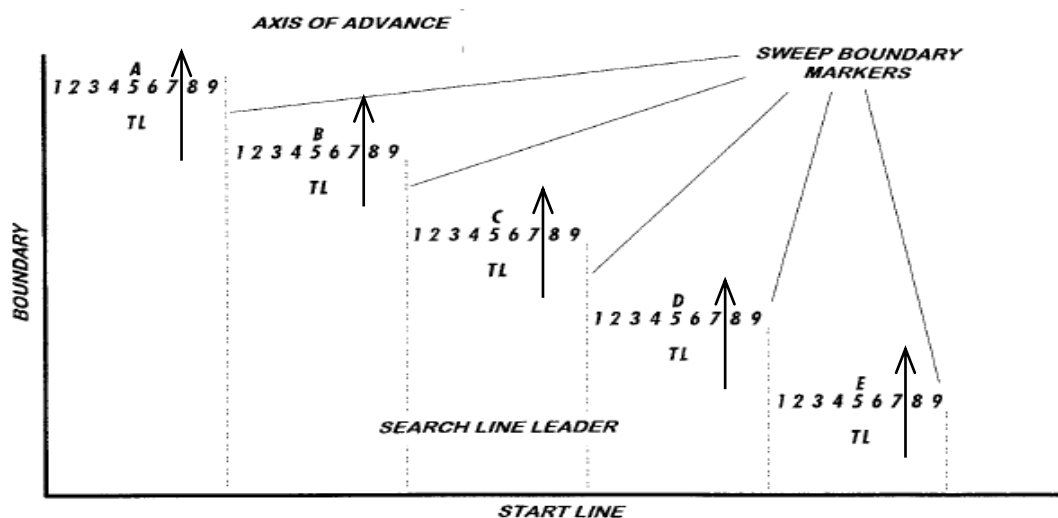 AXIS OF ADVANCE
SWEEP BOUNDARY
MARKERS
A
1 2 3 4 5 6 7 8 9
TL
B
1 2 3 4 5 6 7 8 9
TL
C
1 2 3 4 5 6 7 8 9
TL
D
1 2 3 4 5 6 7 8 9
TL
E
1 2 3 4 5 6 7 8 9
TL
BOUNDARY
SEARCH LINE LEADER
START LINE